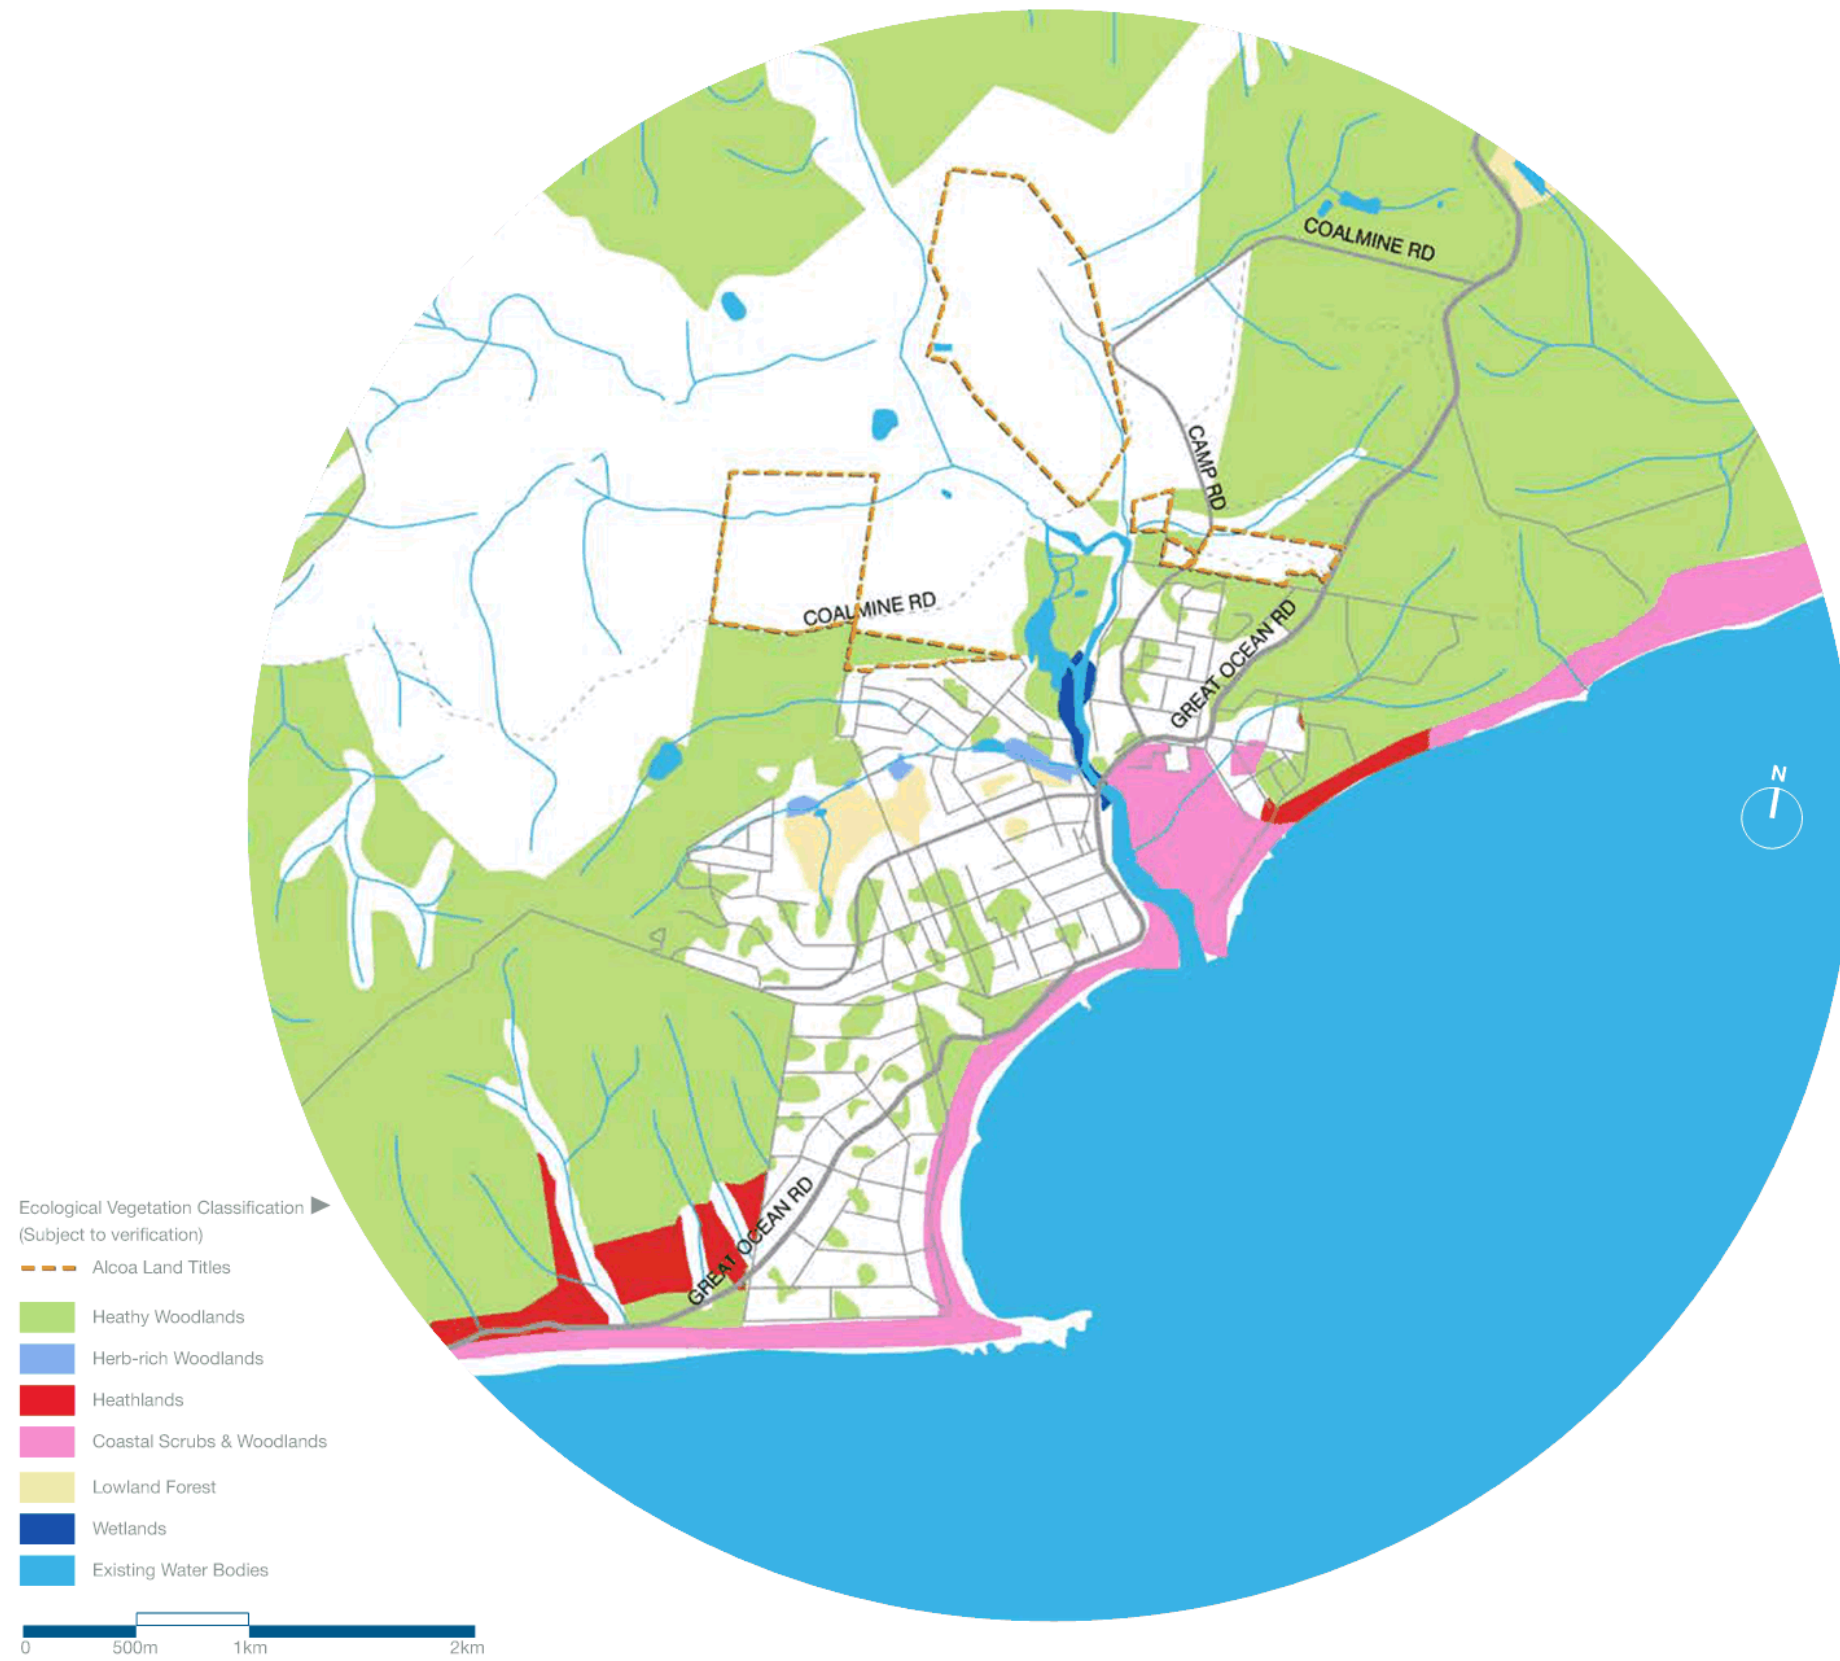 COALMINE RD
CAMP RD
COALMINE RD
GREAT OCEAN RD
N
GREAT OCEAN RD
Ecological Vegetation Classification
(Subject to verification)
Alcoa Land Titles
Heathy Woodlands
Herb-rich Woodlands
Heathlands
Coastal Scrubs & Woodlands
Lowland Forest
Wetlands
Existing Water Bodies
0 500m 1km 2km